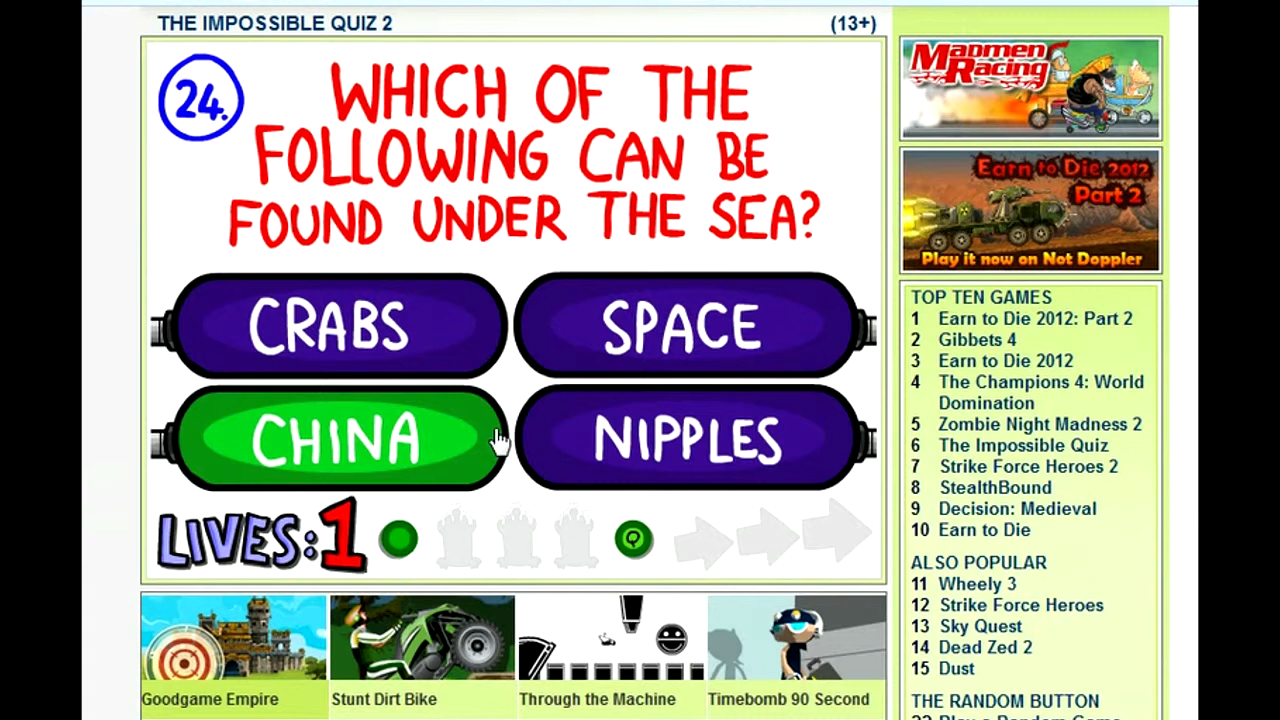 THE IMPOSSIBLE QUIZ 2
(13+)
24.
WHICH OF THE
FOLLOWING CAN BE
FOUND UNDER THE SEA?
CRABS
SPACE
CHINA
NIPPLES
LIVES:1
Goodgame Empire
Stunt Dirt Bike
Through the Machine
Timebomb 90 Second
MADMEN
RACING
Earn to Die 2012
Part 2
Play it now on Not Doppler
TOP TEN GAMES
1 Earn to Die 2012: Part 2
2 Gibbets 4
3 Earn to Die 2012
4 The Champions 4: World
Domination
5 Zombie Night Madness 2
6 The Impossible Quiz
7 Strike Force Heroes 2
8 StealthBound
9 Decision: Medieval
10 Earn to Die
ALSO POPULAR
11 Wheely 3
12 Strike Force Heroes
13 Sky Quest
14 Dead Zed 2
15 Dust
THE RANDOM BUTTON